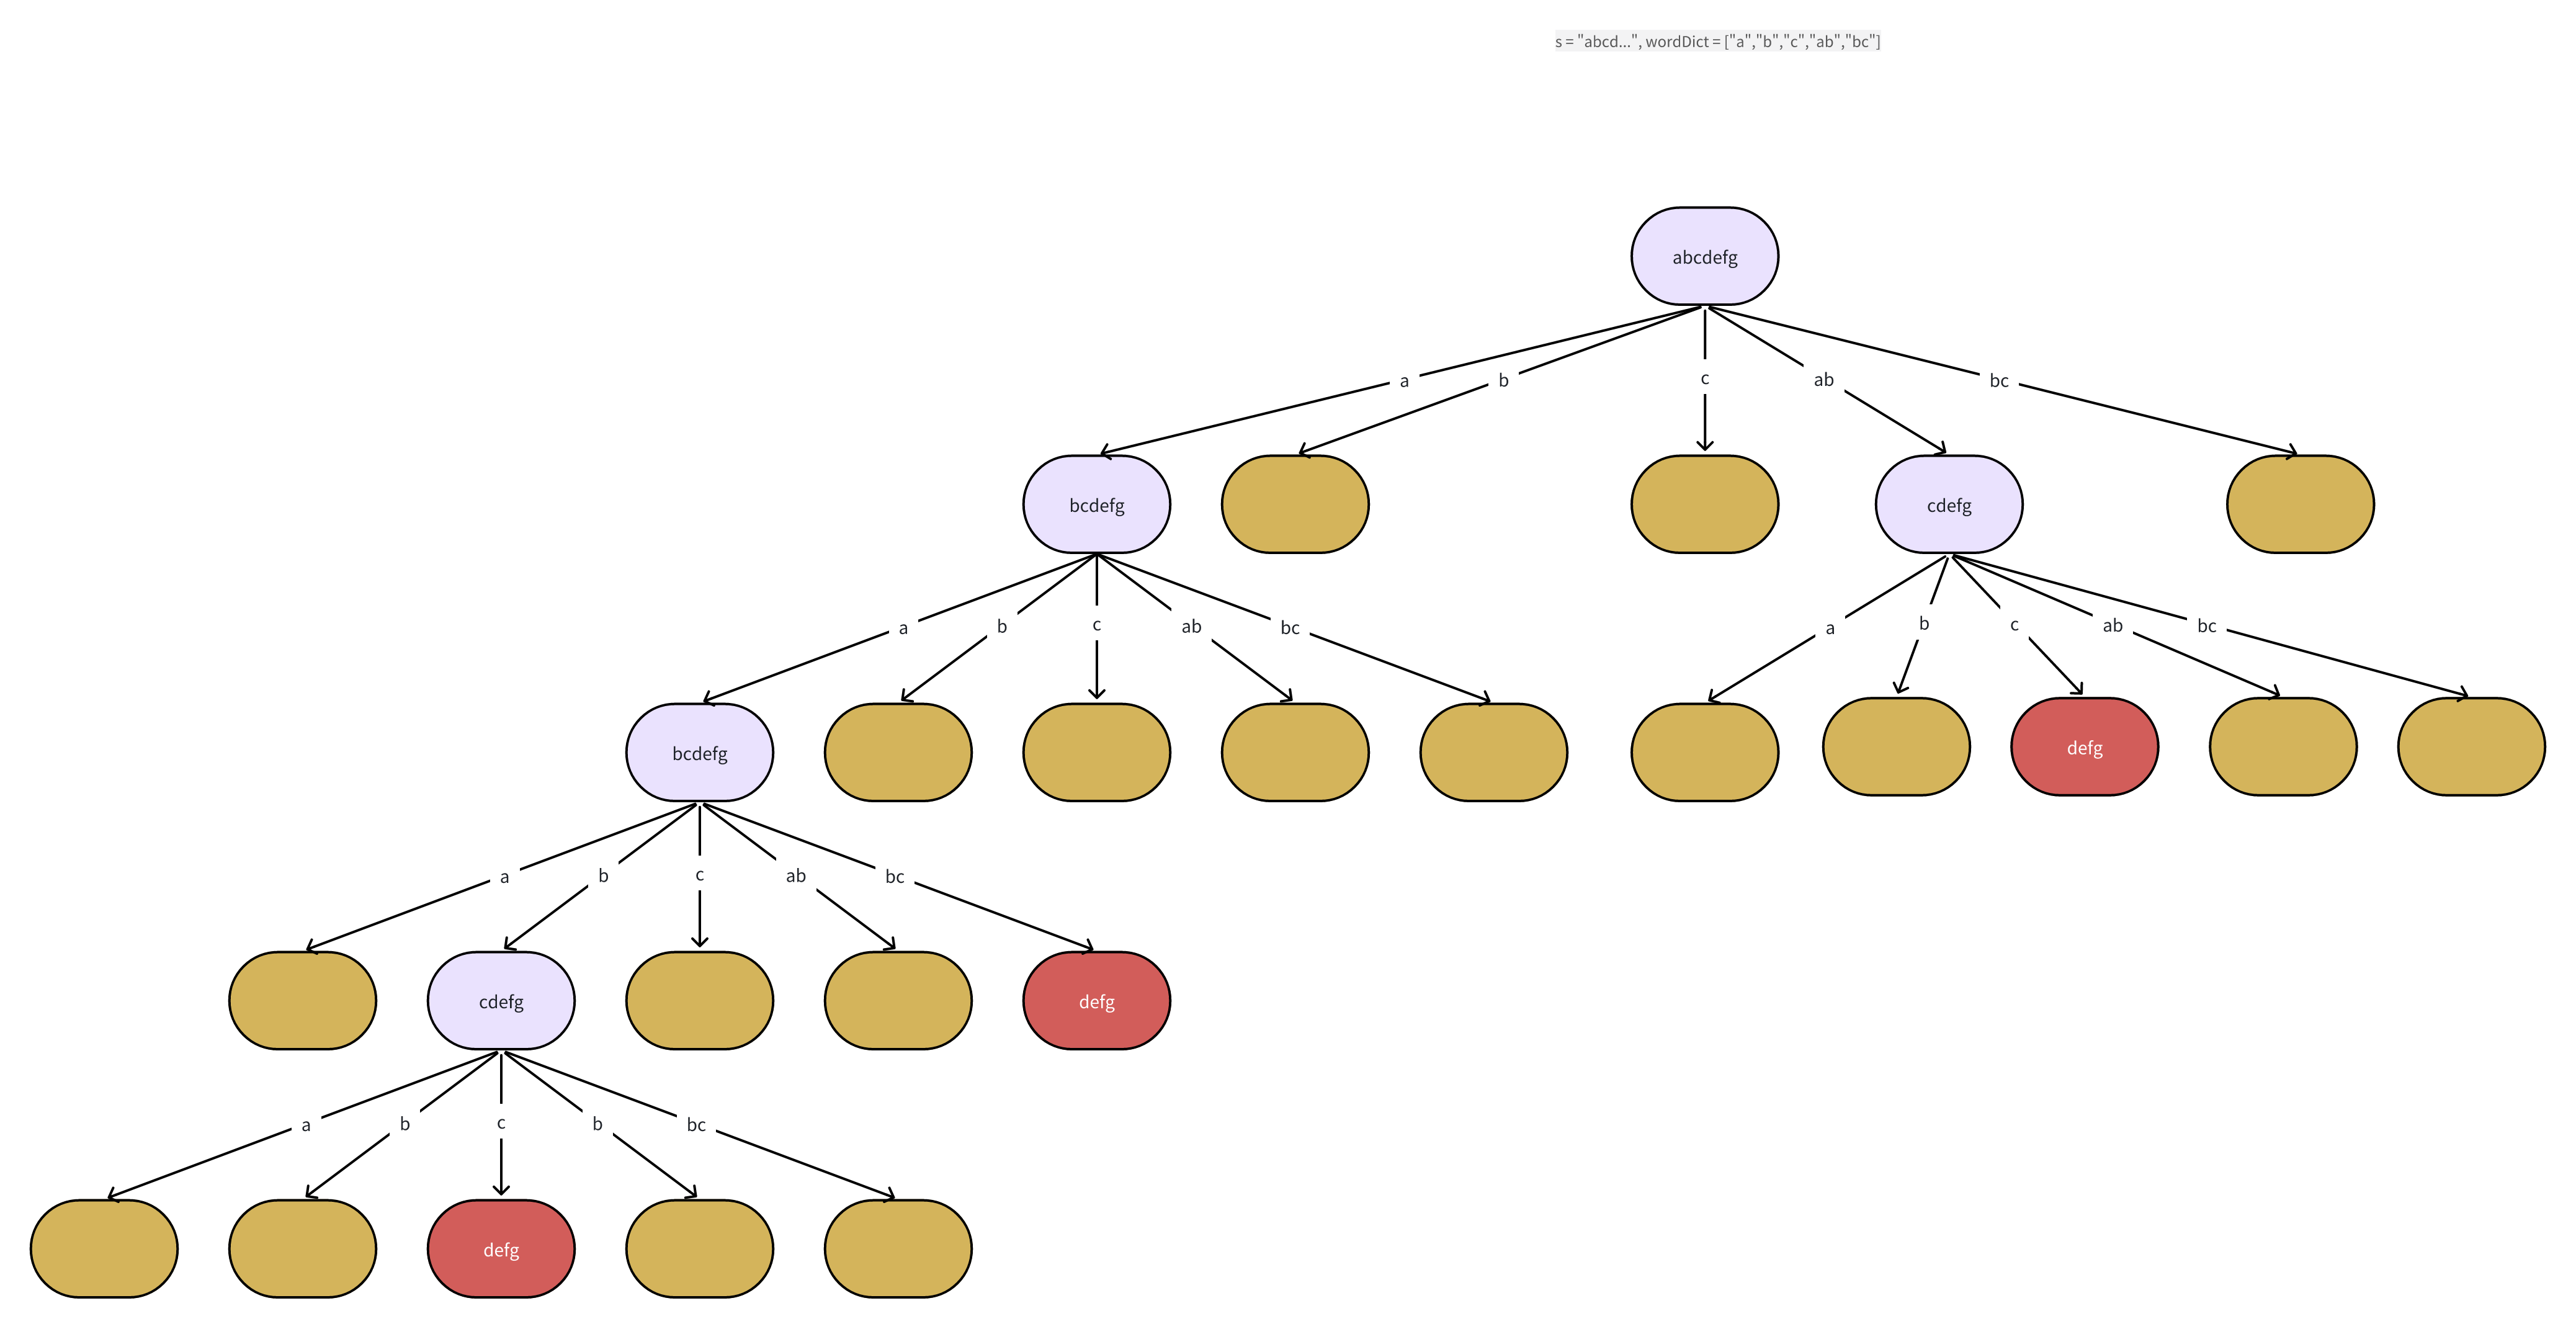 s = "abcd...", wordDict = ["a","b","c","ab","bc"]
abcdefg
a b c ab bc
bcdefg cdefg
a b c ab bc a b c ab bc
bcdefg defg
a b c ab bc
cdefg defg
a b c b bc
defg